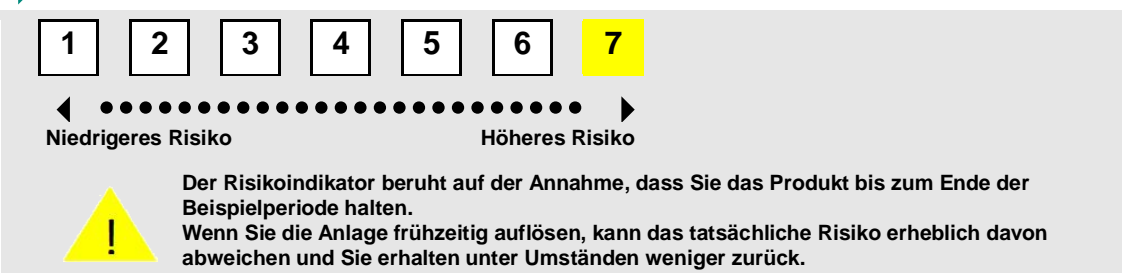 1 2 3 4 5 6 7
Niedrigeres Risiko Höheres Risiko
Der Risikoindikator beruht auf der Annahme, dass Sie das Produkt bis zum Ende der
Beispielperiode halten.
!
Wenn Sie die Anlage frühzeitig auflösen, kann das tatsächliche Risiko erheblich davon
abweichen und Sie erhalten unter Umständen weniger zurück.